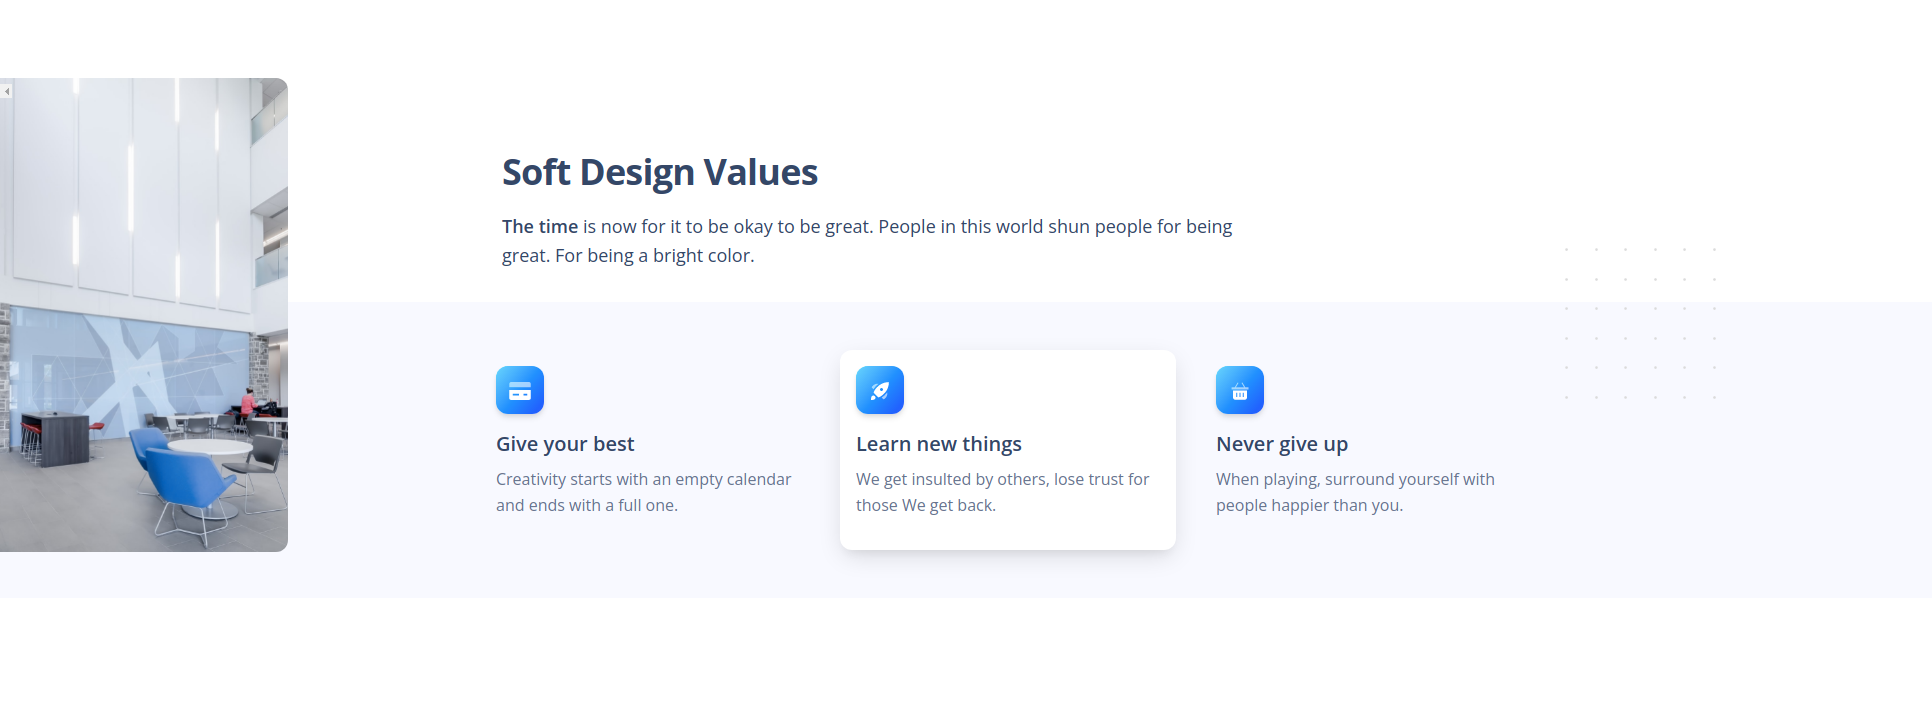 Soft Design Values
The time is now for it to be okay to be great. People in this world shun people for being
great. For being a bright color.
Give your best
Creativity starts with an empty calendar
and ends with a full one.
Learn new things
We get insulted by others, lose trust for
those We get back.
Never give up
When playing, surround yourself with
people happier than you.